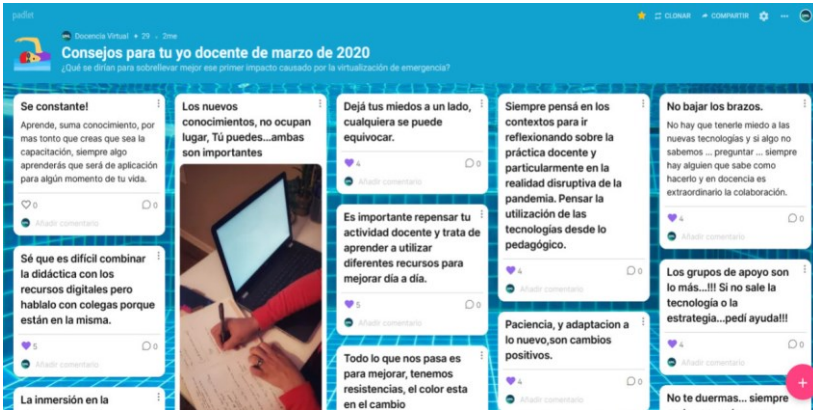 padlet
CLONAR
COMPARTIR
Docencia Virtual • 29 • 2me
Consejos para tu yo docente de marzo de 2020
¿Qué se dirían para sobrellevar mejor ese primer impacto causado por la virtualización de emergencia?
Se constante!
Aprende, suma conocimiento, por
mas tonto que creas que sea la
capacitación, siempre algo
aprenderás que será de aplicación
para algún momento de tu vida.
0
0
Añadir comentario
Sé que es difícil combinar
la didáctica con los
recursos digitales pero
hablalo con colegas porque
están en la misma.
5
0
Añadir comentario
La inmersión en la
Los nuevos
conocimientos, no ocupan
lugar, Tú puedes...ambas
son importantes
Dejá tus miedos a un lado,
cualquiera se puede
equivocar.
4
0
Añadir comentario
Es importante repensar tu
actividad docente y trata de
aprender a utilizar
diferentes recursos para
mejorar día a día.
5
0
Añadir comentario
Todo lo que nos pasa es
para mejorar, tenemos
resistencias, el color esta
en el cambio
Siempre pensá en los
contextos para ir
reflexionando sobre la
práctica docente y
particularmente en la
realidad disruptiva de la
pandemia. Pensar la
utilización de las
tecnologías desde lo
pedagógico.
4
0
Añadir comentario
Paciencia, y adaptacion a
lo nuevo,son cambios
positivos.
4
0
Añadir comentario
No bajar los brazos.
No hay que tenerle miedo a las
nuevas tecnologías y si algo no
sabemos ... preguntar ... siempre
hay alguien que sabe como
hacerlo y en docencia es
extraordinario la colaboración.
4
0
Añadir comentario
Los grupos de apoyo son
lo más...!!! Si no sale la
tecnología o la
estrategia...pedí ayuda!!!
4
0
Añadir comentario
No te duermas... siempre